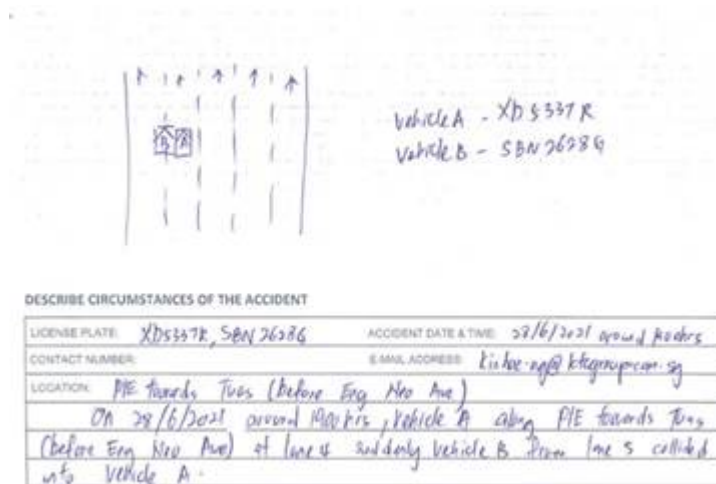 B A
Vehicle A - XD5337R
Vehicle B - SBN2628G
DESCRIBE CIRCUMSTANCES OF THE ACCIDENT
LICENSE PLATE: XD5337R, SBN2628G ACCIDENT DATE & TIME: 28/6/2021 around
CONTACT NUMBER: E-MAIL ADDRESS:
LOCATION: PIE towards Tuas (before Eng Neo Ave)
On 28/6/2021 around, Vehicle A along PIE towards Tuas
(before Eng Neo Ave) at lane 4 suddenly vehicle B from lane 5 collided
into vehicle A.